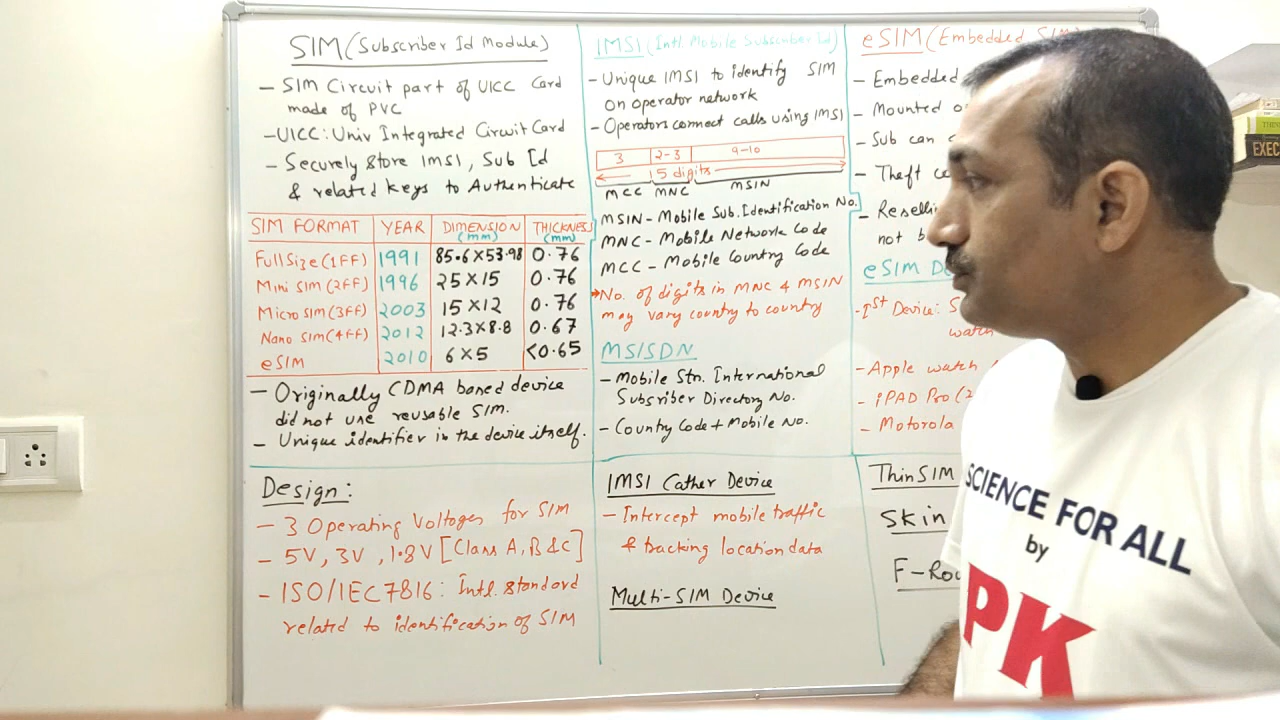 SIM (Subscriber Id Module)
- SIM Circuit part of UICC Card
made of PVC
- UICC: Univ Integrated Circuit Card
- Securely Store IMSI, Sub Id
& related Keys to Authenticate
SIM FORMAT YEAR DIMENSION (mm) THICKNESS (mm)
Full Size (1FF) 1991 85.6 X 53.98 0.76
Mini SIM (2FF) 1996 25 X 15 0.76
Micro SIM (3FF) 2003 15 X 12 0.76
Nano SIM (4FF) 2012 12.3 X 8.8 0.67
eSIM 2010 6 X 5 <0.65
- Originally CDMA based device
did not use reusable SIM.
- Unique identifier in the device itself.
Design:
- 3 Operating Voltages for SIM
- 5V, 3V, 1.8V [Class A, B & C]
- ISO/IEC 7816: Intl. standard
related to identification of SIM
IMSI (Intl. Mobile Subscriber Id)
- Unique IMSI to identify SIM
on operator network
- Operators connect calls using IMSI
3 2-3 9-10
15 digits
MCC MNC MSIN
MSIN - Mobile Sub. Identification No.
MNC - Mobile Network Code
MCC - Mobile Country Code
No. of digits in MNC & MSIN
may vary country to country
MSISDN
- Mobile Stn. International
Subsriber Directory No.
- Country Code + Mobile No.
IMSI Cather Device
- Intercept mobile traffic
& tracking location data
Multi-SIM Device
eSIM (Embedded SIM)
- Embedded
- Mounted
- Sub can
- Theft
-
not
eSIM
- 1st Device:
watch
- Apple watch
- iPAD Pro (2
- Motorola
Thin SIM
Skin
SCIENCE FOR ALL
by
PK
EXEC